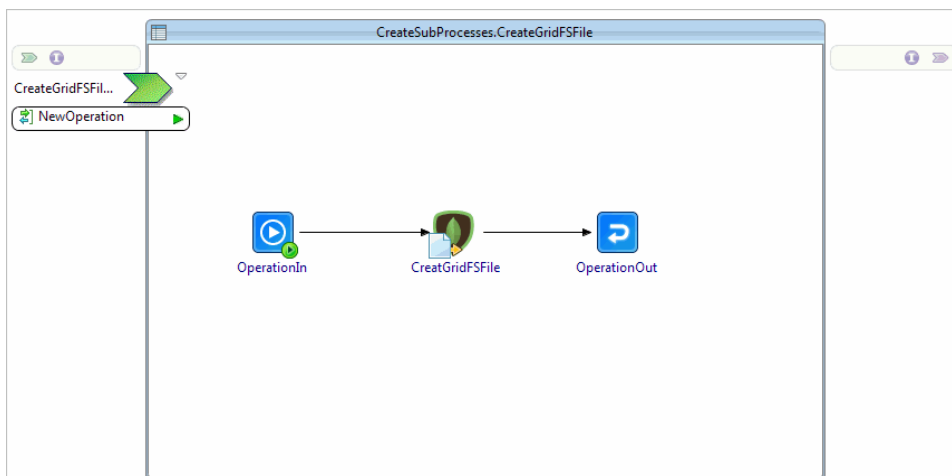 CreateSubProcesses.CreateGridFSFile
CreateGridFSFil...
NewOperation
OperationIn
CreatGridFSFile
OperationOut